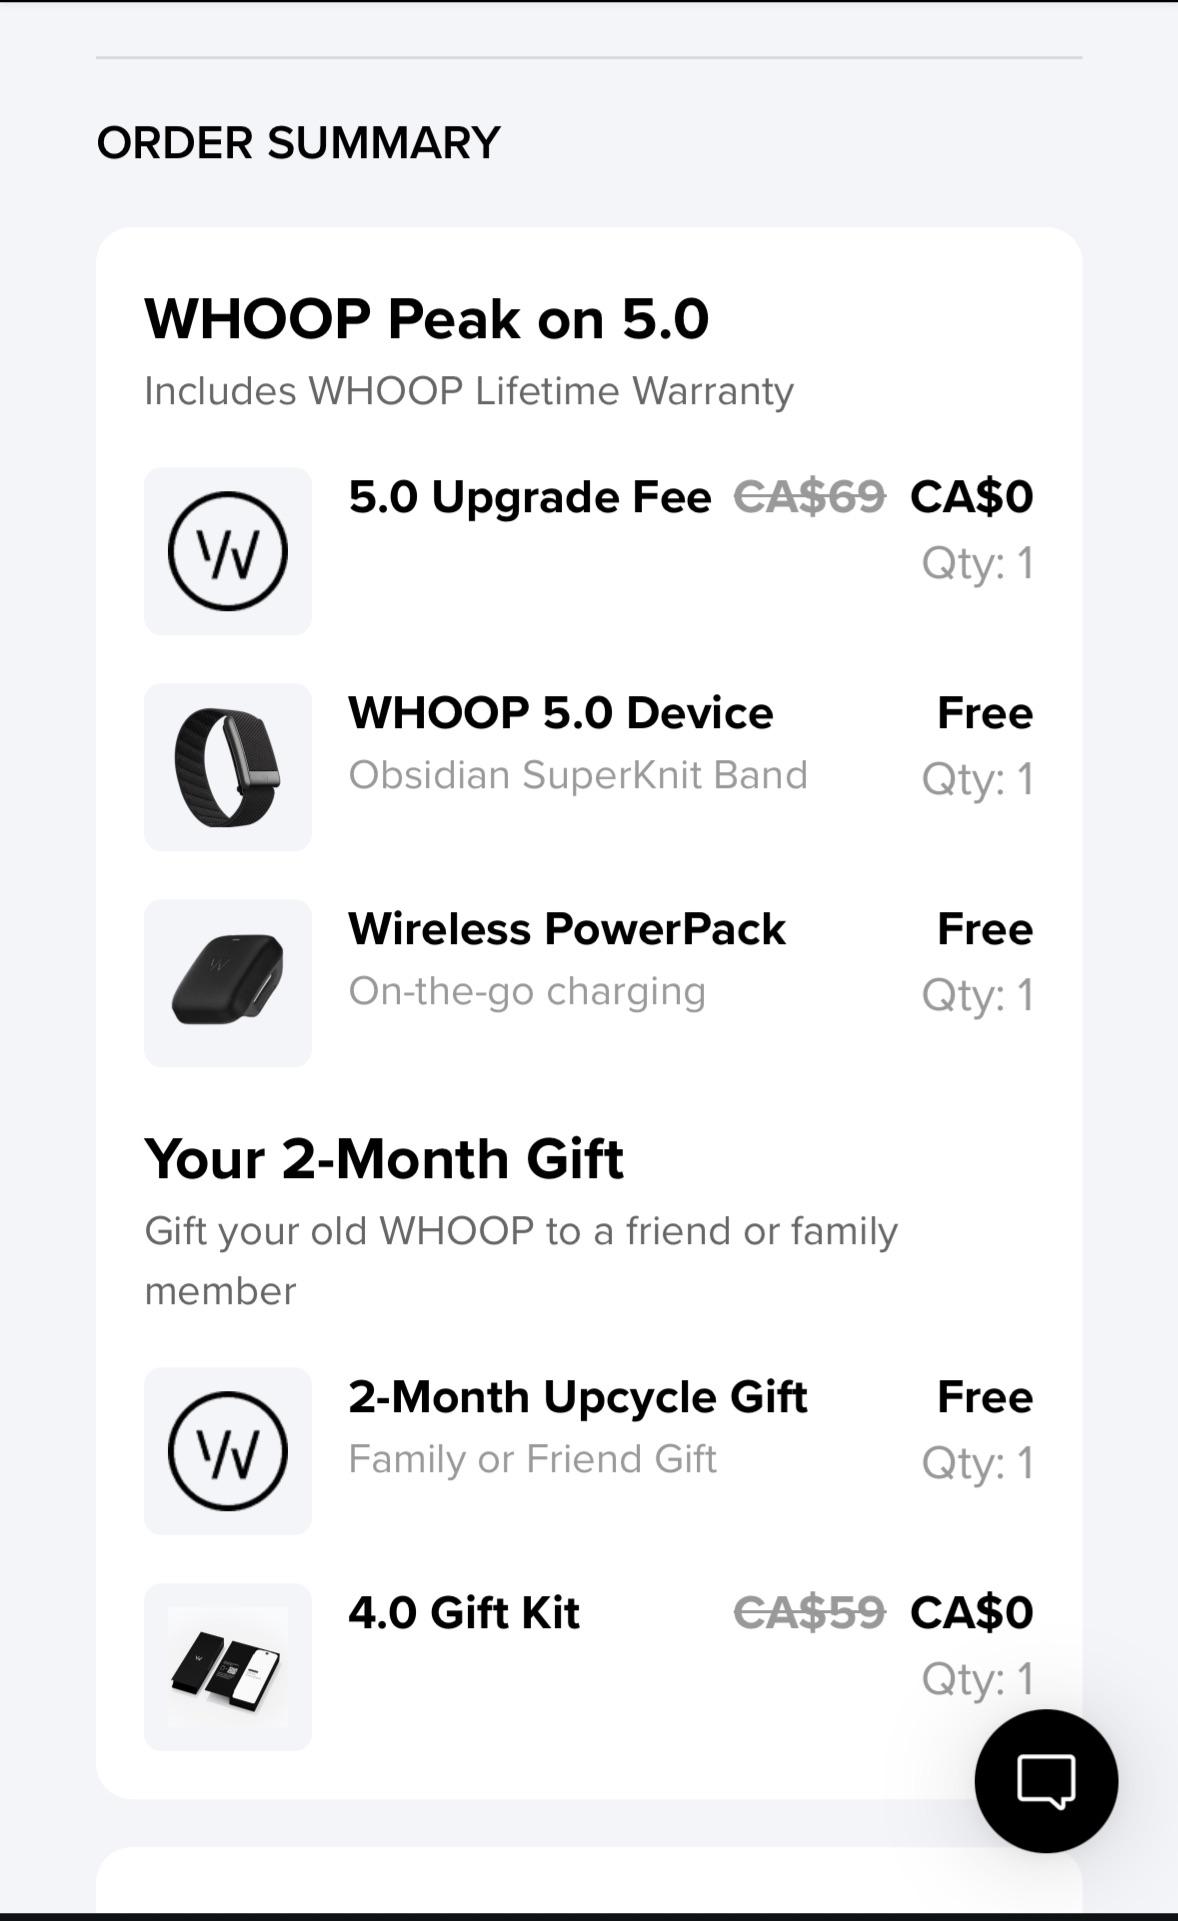 ORDER SUMMARY
WHOOP Peak on 5.0
Includes WHOOP Lifetime Warranty
5.0 Upgrade Fee CA$69 CA$0
Qty: 1
WHOOP 5.0 Device Free
Obsidian SuperKnit Band Qty: 1
Wireless PowerPack Free
On-the-go charging Qty: 1
Your 2-Month Gift
Gift your old WHOOP to a friend or family
member
2-Month Upcycle Gift Free
Family or Friend Gift Qty: 1
4.0 Gift Kit CA$59 CA$0
Qty: 1